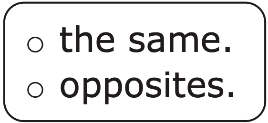 the same.
opposites.